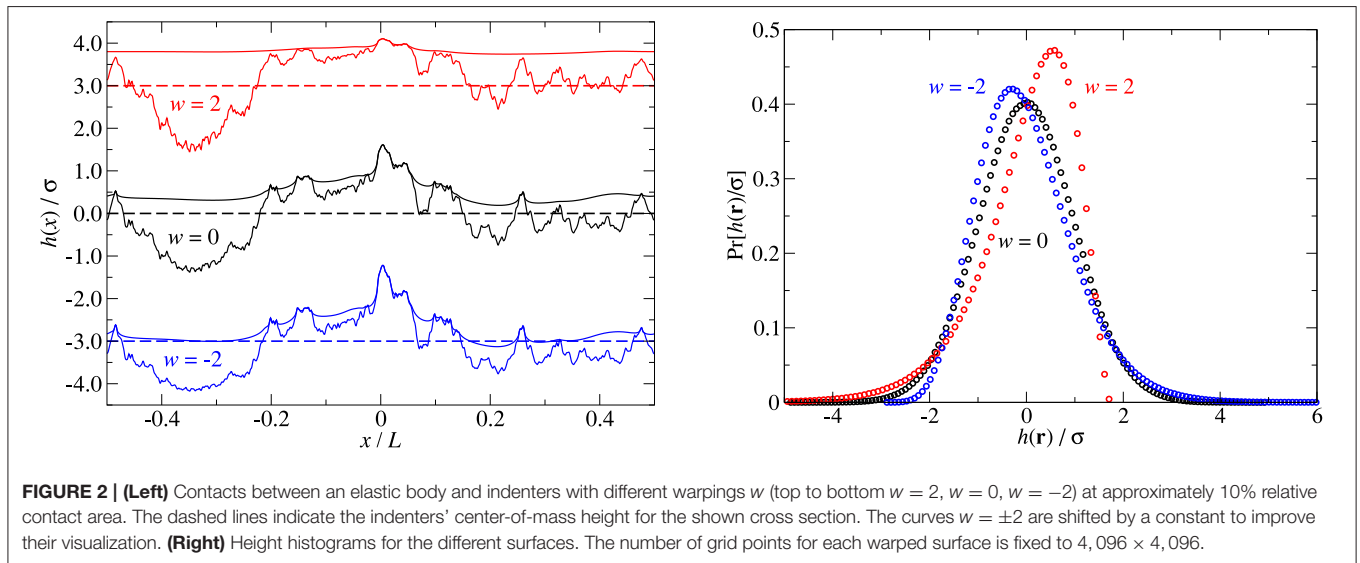 4.0
3.0
2.0
1.0
0.0
-1.0
-2.0
-3.0
-4.0
h(x) / σ
w = 2
w = 0
w = -2
-0.4
-0.2
0
0.2
0.4
x / L
0.5
0.4
0.3
0.2
0.1
0
Pr[h(r)/σ]
w = -2
w = 2
w = 0
-4
-2
0
2
4
6
h(r) / σ
FIGURE 2 | (Left) Contacts between an elastic body and indenters with different warpings w (top to bottom w = 2, w = 0, w = −2) at approximately 10% relative
contact area. The dashed lines indicate the indenters' center-of-mass height for the shown cross section. The curves w = ±2 are shifted by a constant to improve
their visualization. (Right) Height histograms for the different surfaces. The number of grid points for each warped surface is fixed to 4,096 × 4,096.